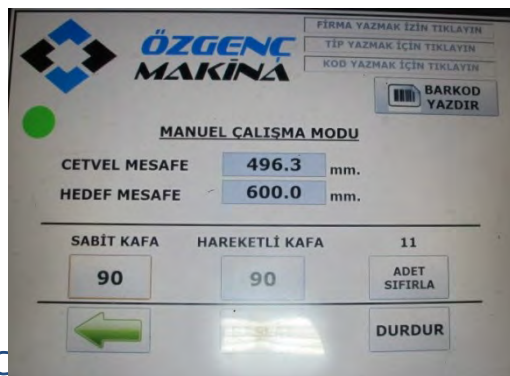 ÖZGENÇ
MAKİNA
FİRMA YAZMAK İZİN TIKLAYIN
TİP YAZMAK İÇİN TIKLAYIN
KOD YAZMAK İÇİN TIKLAYIN
BARKOD
YAZDIR
MANUEL ÇALIŞMA MODU
CETVEL MESAFE 496.3 mm.
HEDEF MESAFE 600.0 mm.
SABİT KAFA HAREKETLİ KAFA 11
90 90 ADET
SIFIRLA
DURDUR